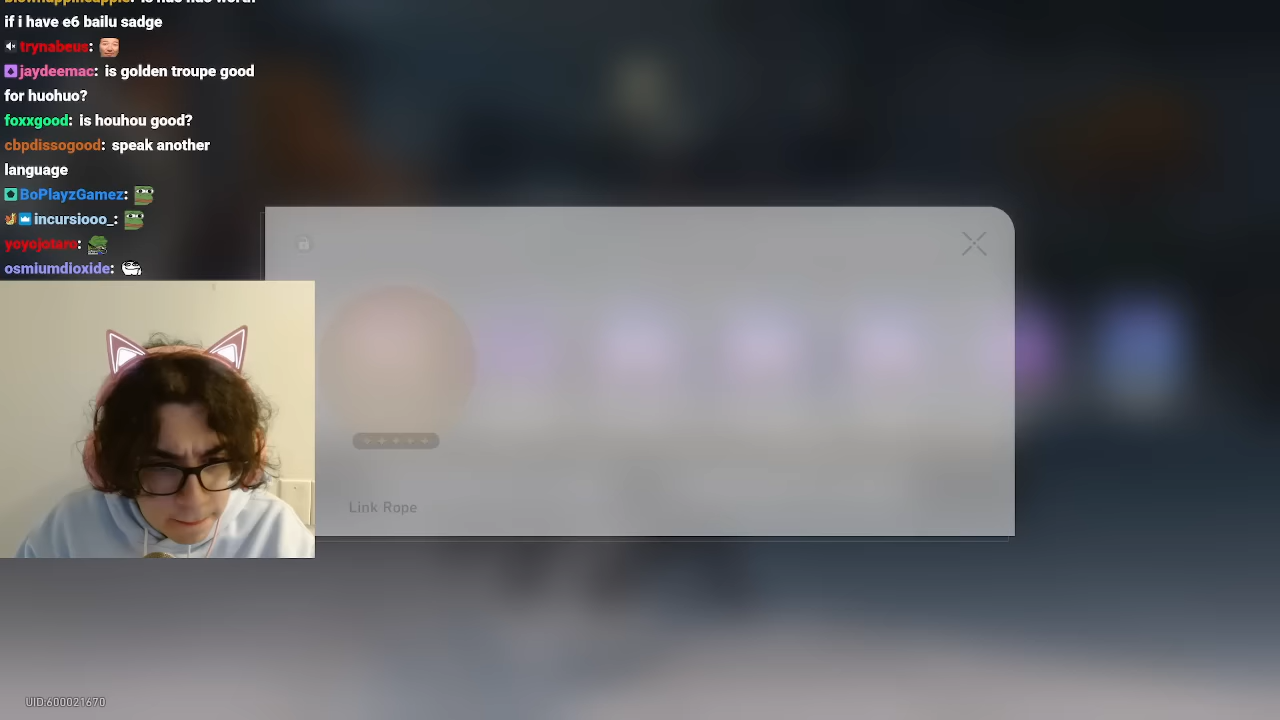 if i have e6 bailu sadge
trynabeus:
jaydeemac: is golden troupe good
for huohuo?
foxxgood: is houhou good?
cbpdissogood: speak another
language
BoPlayzGamez:
incursiooo_:
yoyojotaro:
osmiumdioxide:
Link Rope
UID:600021670